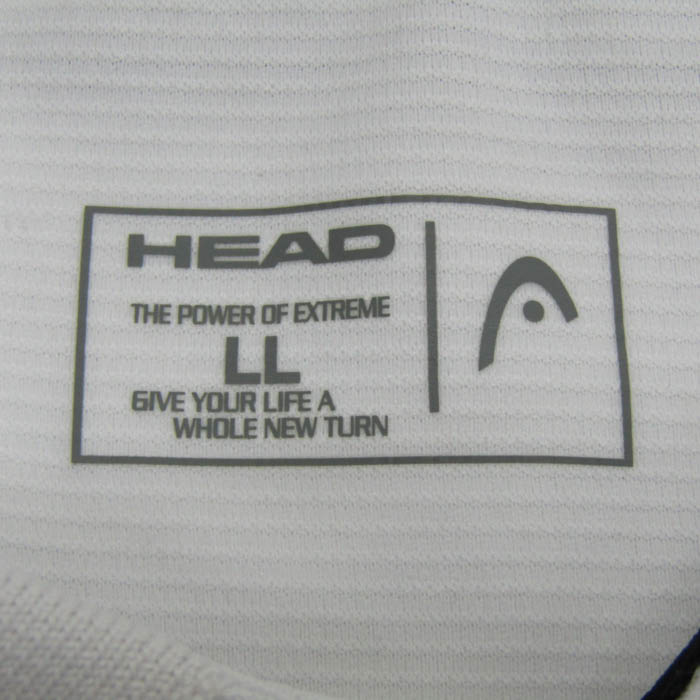 HEAD
THE POWER OF EXTREME
LL
GIVE YOUR LIFE A
WHOLE NEW TURN